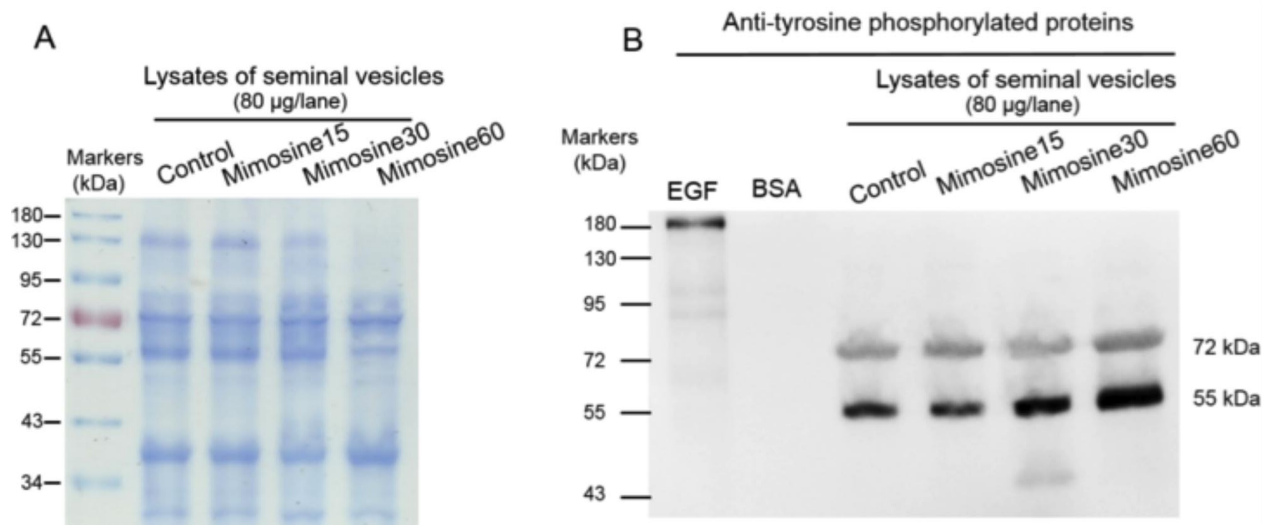 A
Lysates of seminal vesicles
(80 µg/lane)
Markers
(kDa)
Control
Mimosine15
Mimosine30
Mimosine60
180
130
95
72
55
43
34
B
Anti-tyrosine phosphorylated proteins
Lysates of seminal vesicles
(80 µg/lane)
Markers
(kDa)
EGF
BSA
Control
Mimosine15
Mimosine30
Mimosine60
180
130
95
72
55
43
72 kDa
55 kDa